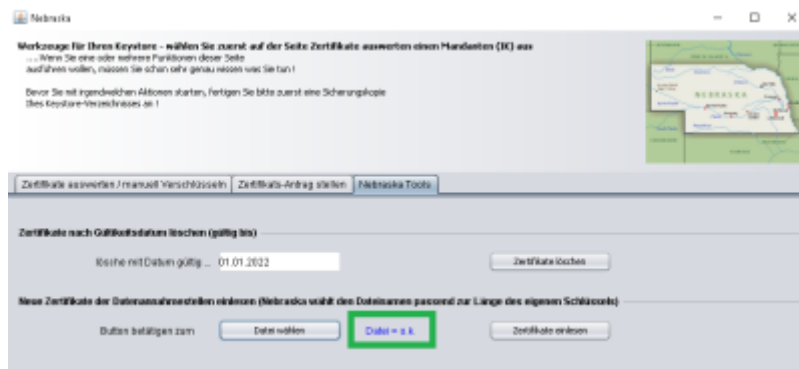 Nebraska
Werkzeuge für Ihren Keystore - wählen Sie zuerst auf der Seite Zertifikate auswerten einen Mandanten (IK) aus
.... Wenn Sie eine oder mehrere Funktionen dieser Seite
ausführen wollen, müssen Sie schon sehr genau wissen was Sie tun !
Bevor Sie mit irgendwelchen Aktionen starten, fertigen Sie bitte zuerst eine Sicherungskopie
Ihres Keystore-Verzeichnisses an !
NEBRASKA
Zertifikate auswerten / manuell Verschlüsseln Zertifikats-Antrag stellen Nebraska Tools
Zertifikate nach Gültikeitsdatum löschen (gültig bis)
lösche mit Datum gültig ... 01.01.2022 Zertifikate löschen
Neue Zertifikate der Datenannahmestellen einlesen (Nebraska wählt den Dateinamen passend zur Länge des eigenen Schlüssels)
Button betätigen zum Datei wählen Datei = s.k. Zertifikate einlesen